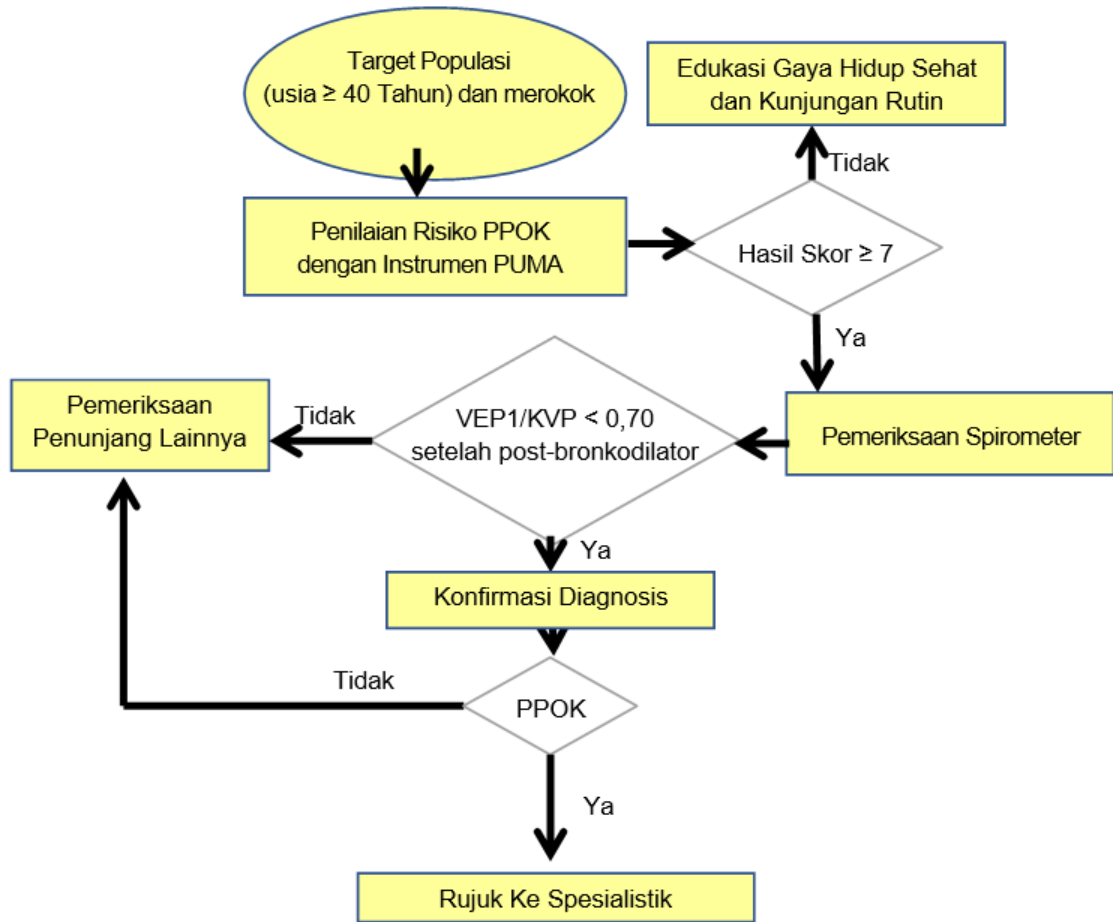 Target Populasi
(usia ≥ 40 Tahun) dan merokok
Penilaian Risiko PPOK
dengan Instrumen PUMA
Hasil Skor ≥ 7
Tidak
Edukasi Gaya Hidup Sehat
dan Kunjungan Rutin
Ya
Pemeriksaan Spirometer
VEP1/KVP < 0,70
setelah post-bronkodilator
Tidak
Pemeriksaan
Penunjang Lainnya
Ya
Konfirmasi Diagnosis
PPOK
Tidak
Ya
Rujuk Ke Spesialistik